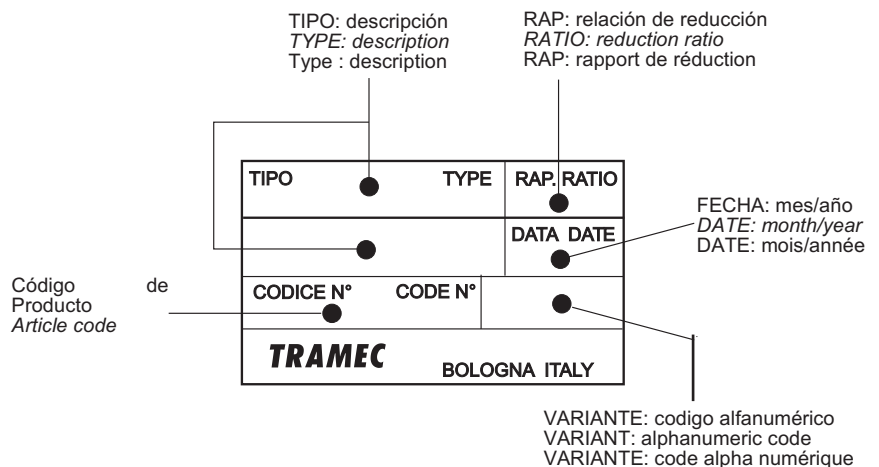 TIPO: descripción
TYPE: description
Type : description
RAP: relación de reducción
RATIO: reduction ratio
RAP: rapport de réduction
TIPO TYPE RAP. RATIO
FECHA: mes/año
DATE: month/year
DATE: mois/année
DATA DATE
Código de
Producto
Article code
CODICE N° CODE N°
TRAMEC
BOLOGNA ITALY
VARIANTE: codigo alfanumérico
VARIANT: alphanumeric code
VARIANTE: code alpha numérique